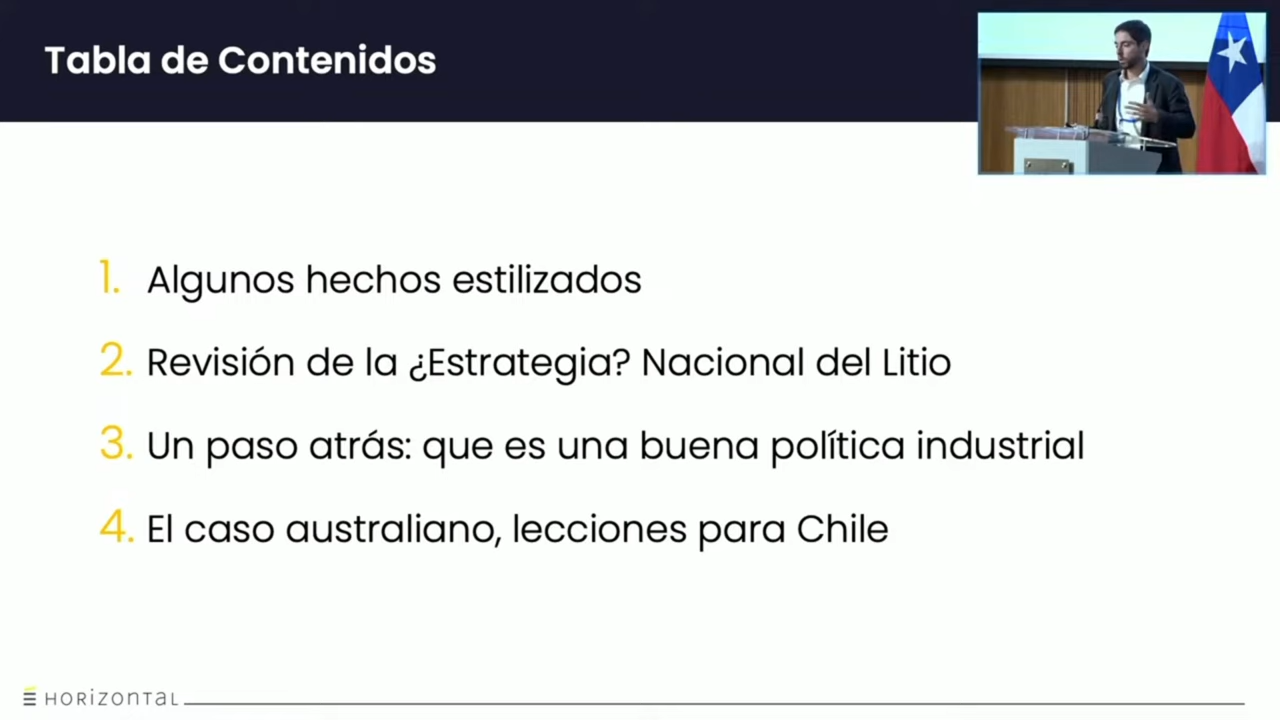 Tabla de Contenidos
1. Algunos hechos estilizados
2. Revisión de la ¿Estrategia? Nacional del Litio
3. Un paso atrás: que es una buena política industrial
4. El caso australiano, lecciones para Chile
HORIZONTAL